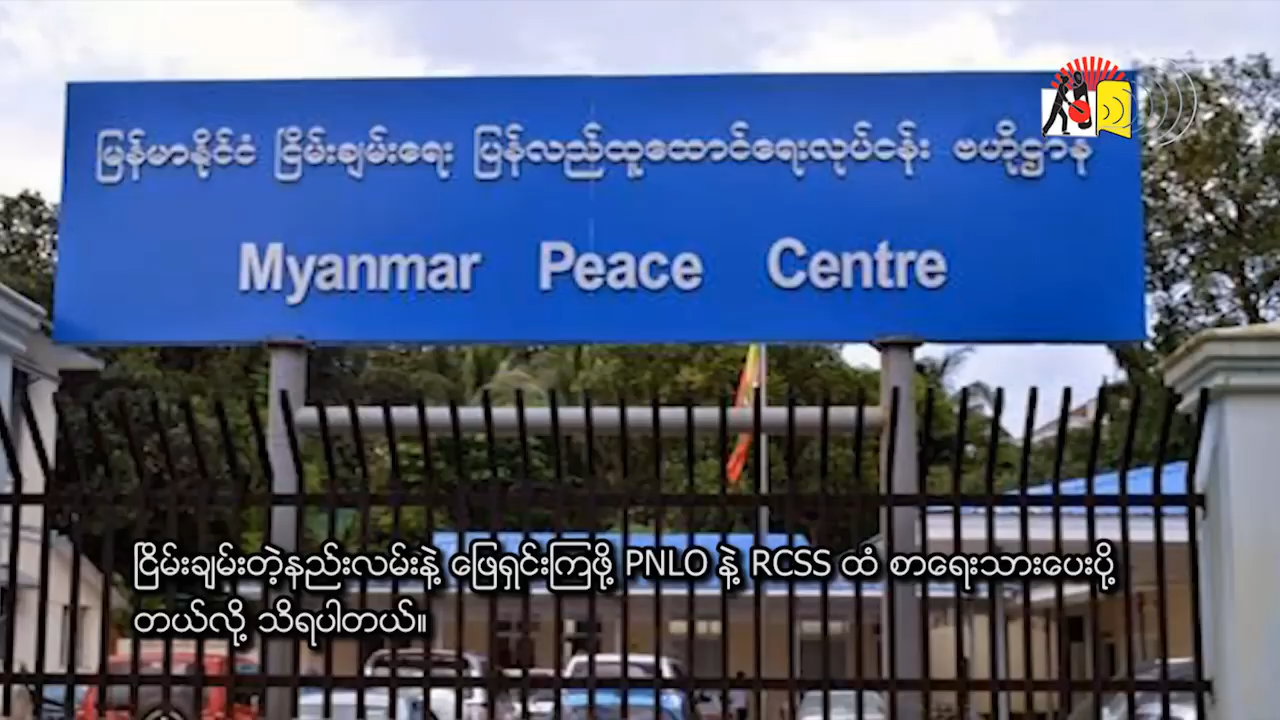 မြန်မာနိုင်ငံ ငြိမ်းချမ်းရေး ပြန်လည်ထူထောင်ရေးလုပ်ငန်း ဗဟိုဌာန
Myanmar Peace Centre
ငြိမ်းချမ်းတဲ့နည်းလမ်းနဲ့ ဖြေရှင်းကြဖို့ PNLO နဲ့ RCSS ထံ စာရေးသားပေးပို့
တယ်လို့ သိရပါတယ်။